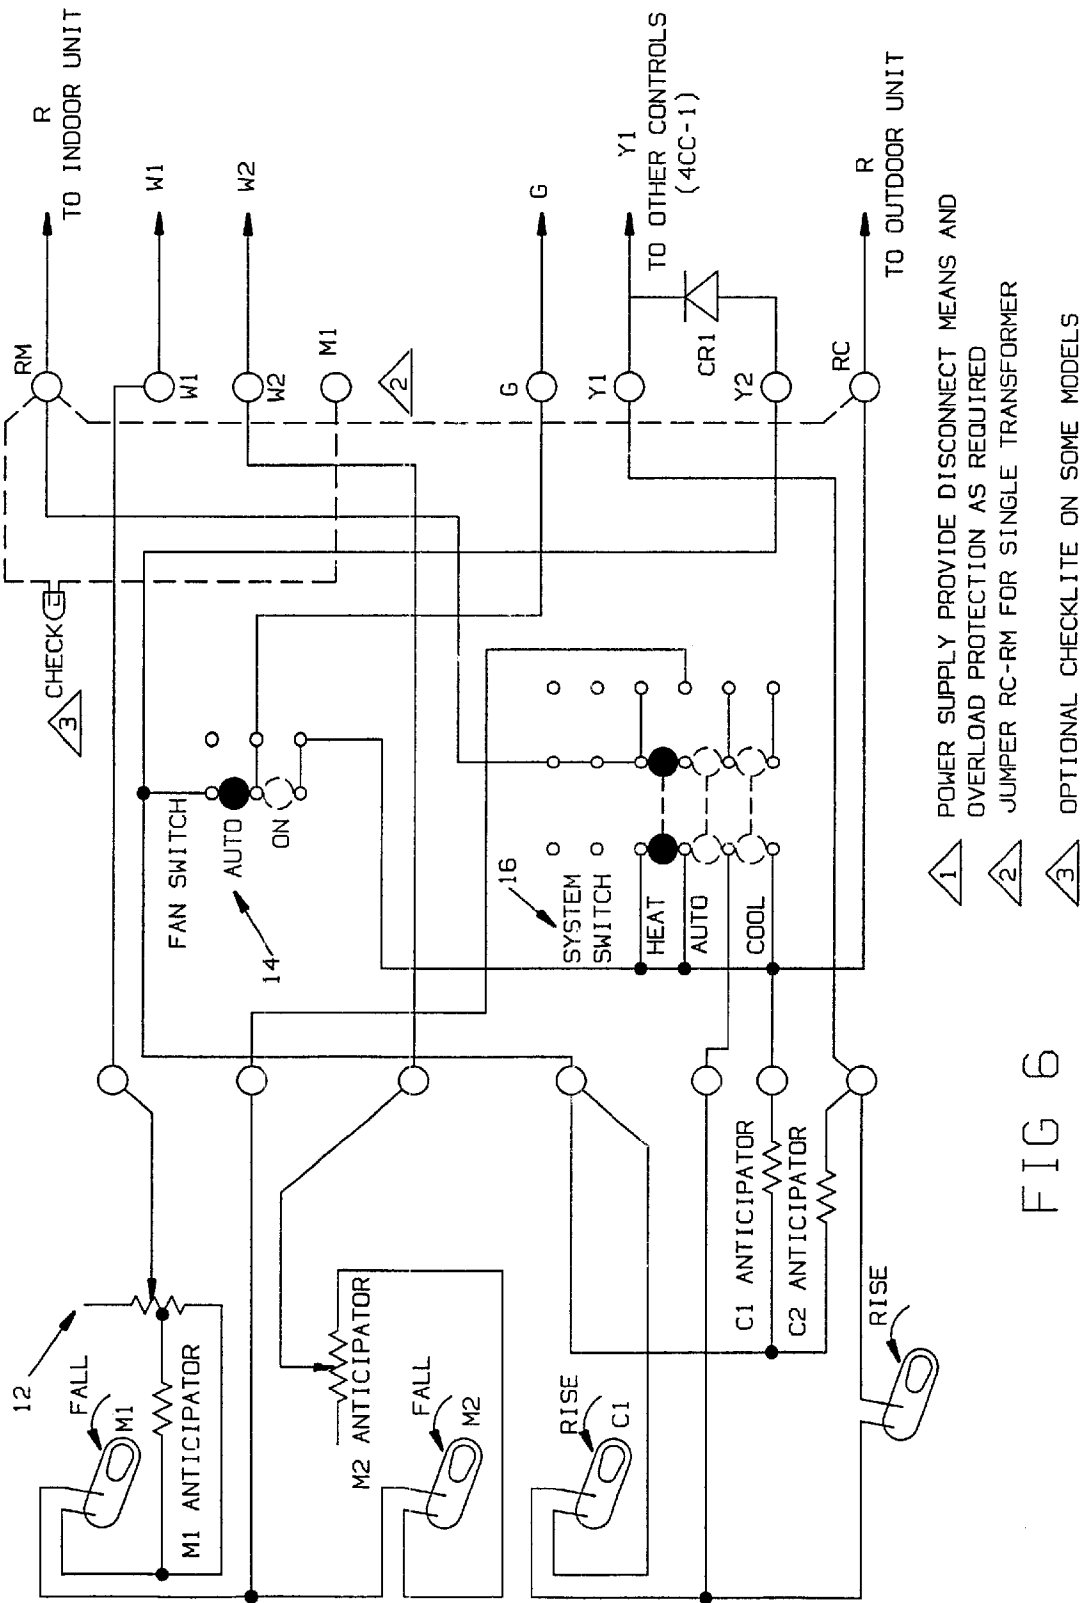 R
TO INDOOR UNIT
W1
W2
G
Y1
TO OTHER CONTROLS
(4CC-1)
R
TO OUTDOOR UNIT
RM
W1
W2
M1
2
G
Y1
CR1
Y2
RC
CHECK
3
FAN SWITCH
AUTO
ON
14
16
SYSTEM
SWITCH
HEAT
AUTO
COOL
12
FALL
M1
M1 ANTICIPATOR
M2 ANTICIPATOR
FALL
M2
RISE
C1
C1 ANTICIPATOR
C2 ANTICIPATOR
RISE
1 POWER SUPPLY PROVIDE DISCONNECT MEANS AND
OVERLOAD PROTECTION AS REQUIRED
2 JUMPER RC-RM FOR SINGLE TRANSFORMER
3 OPTIONAL CHECKLITE ON SOME MODELS
FIG 6